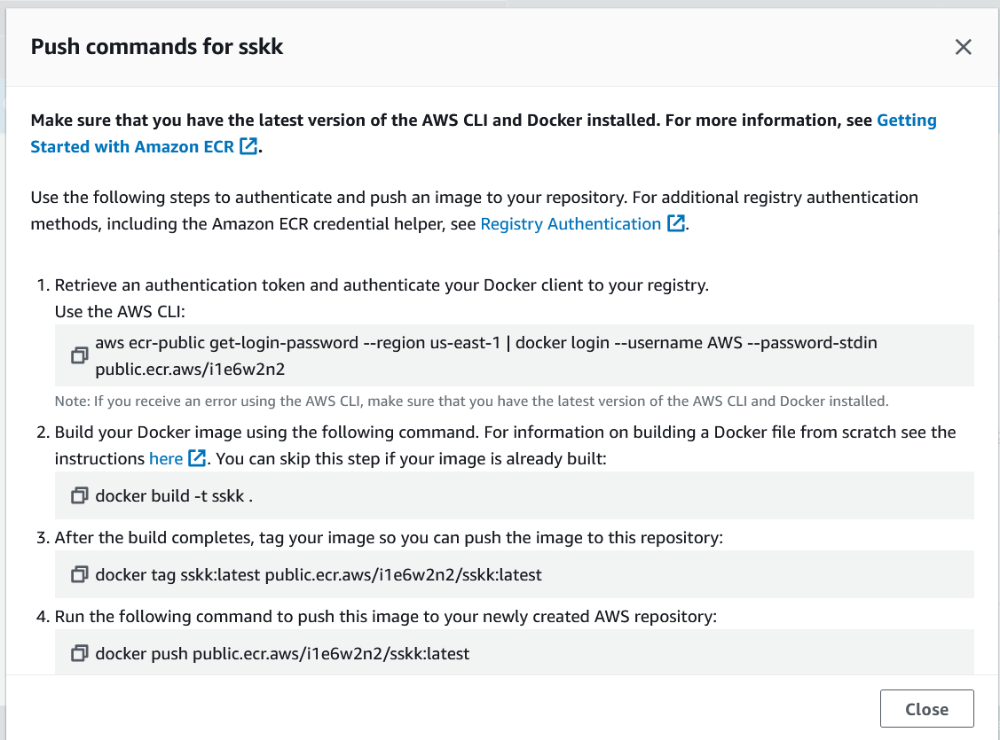 Push commands for sskk
Make sure that you have the latest version of the AWS CLI and Docker installed. For more information, see Getting
Started with Amazon ECR.
Use the following steps to authenticate and push an image to your repository. For additional registry authentication
methods, including the Amazon ECR credential helper, see Registry Authentication.
1. Retrieve an authentication token and authenticate your Docker client to your registry.
Use the AWS CLI:
aws ecr-public get-login-password --region us-east-1 | docker login --username AWS --password-stdin
public.ecr.aws/i1e6w2n2
Note: If you receive an error using the AWS CLI, make sure that you have the latest version of the AWS CLI and Docker installed.
2. Build your Docker image using the following command. For information on building a Docker file from scratch see the
instructions here. You can skip this step if your image is already built:
docker build -t sskk .
3. After the build completes, tag your image so you can push the image to this repository:
docker tag sskk:latest public.ecr.aws/i1e6w2n2/sskk:latest
4. Run the following command to push this image to your newly created AWS repository:
docker push public.ecr.aws/i1e6w2n2/sskk:latest
Close